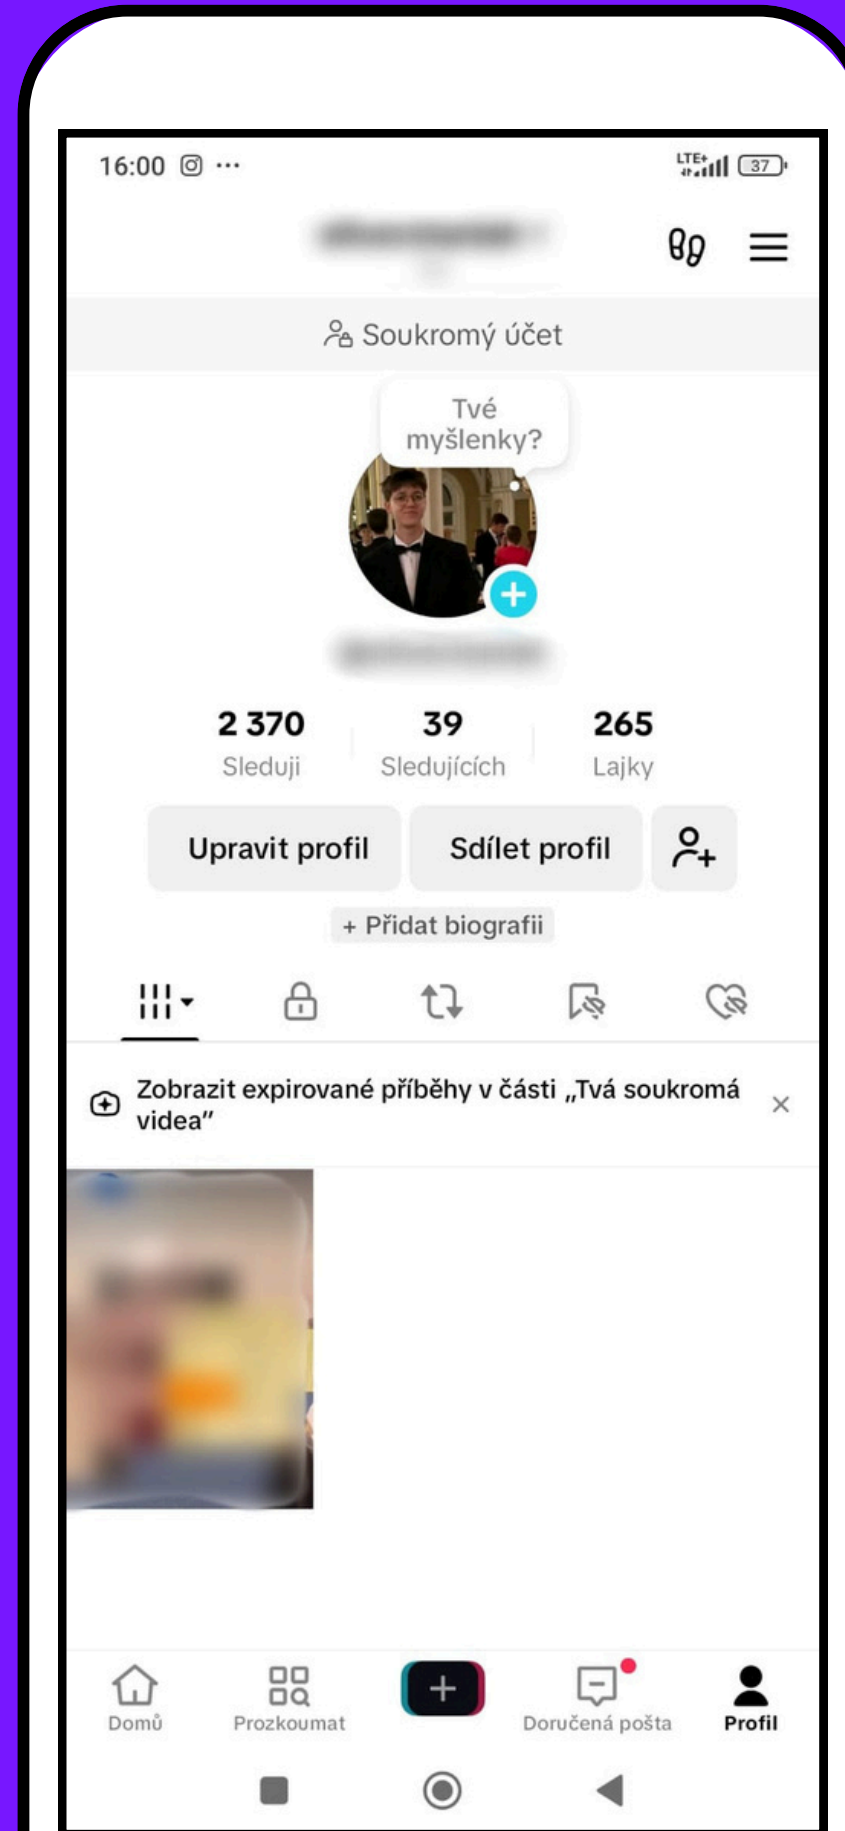 16:00
LTE+
37
Soukromý účet
Tvé
myšlenky?
2 370
39
265
Sleduji
Sledujících
Lajky
Upravit profil
Sdílet profil
+ Přidat biografii
Zobrazit expirované příběhy v části „Tvá soukromá
videa”
Domů
Prozkoumat
Doručená pošta
Profil